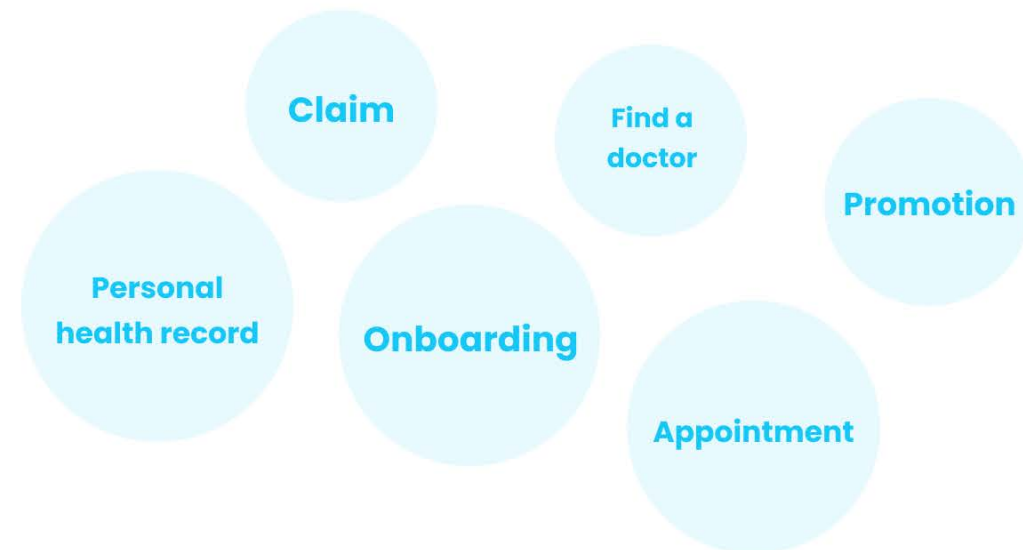 Claim
Find a
doctor
Promotion
Personal
health record
Onboarding
Appointment